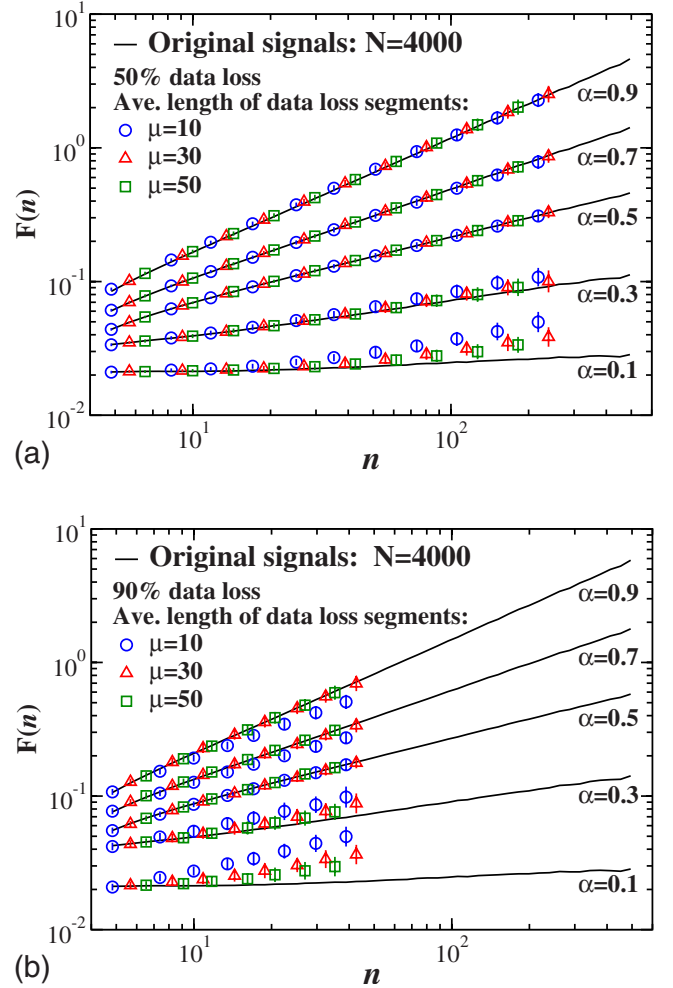 10^1
Original signals: N=4000
50% data loss
Ave. length of data loss segments:
μ=10
μ=30
μ=50
α=0.9
α=0.7
α=0.5
α=0.3
α=0.1
10^0
10^-1
10^-2
F(n)
10^1
10^2
n
(a)
10^1
Original signals: N=4000
90% data loss
Ave. length of data loss segments:
μ=10
μ=30
μ=50
α=0.9
α=0.7
α=0.5
α=0.3
α=0.1
10^0
10^-1
10^-2
F(n)
10^1
10^2
n
(b)